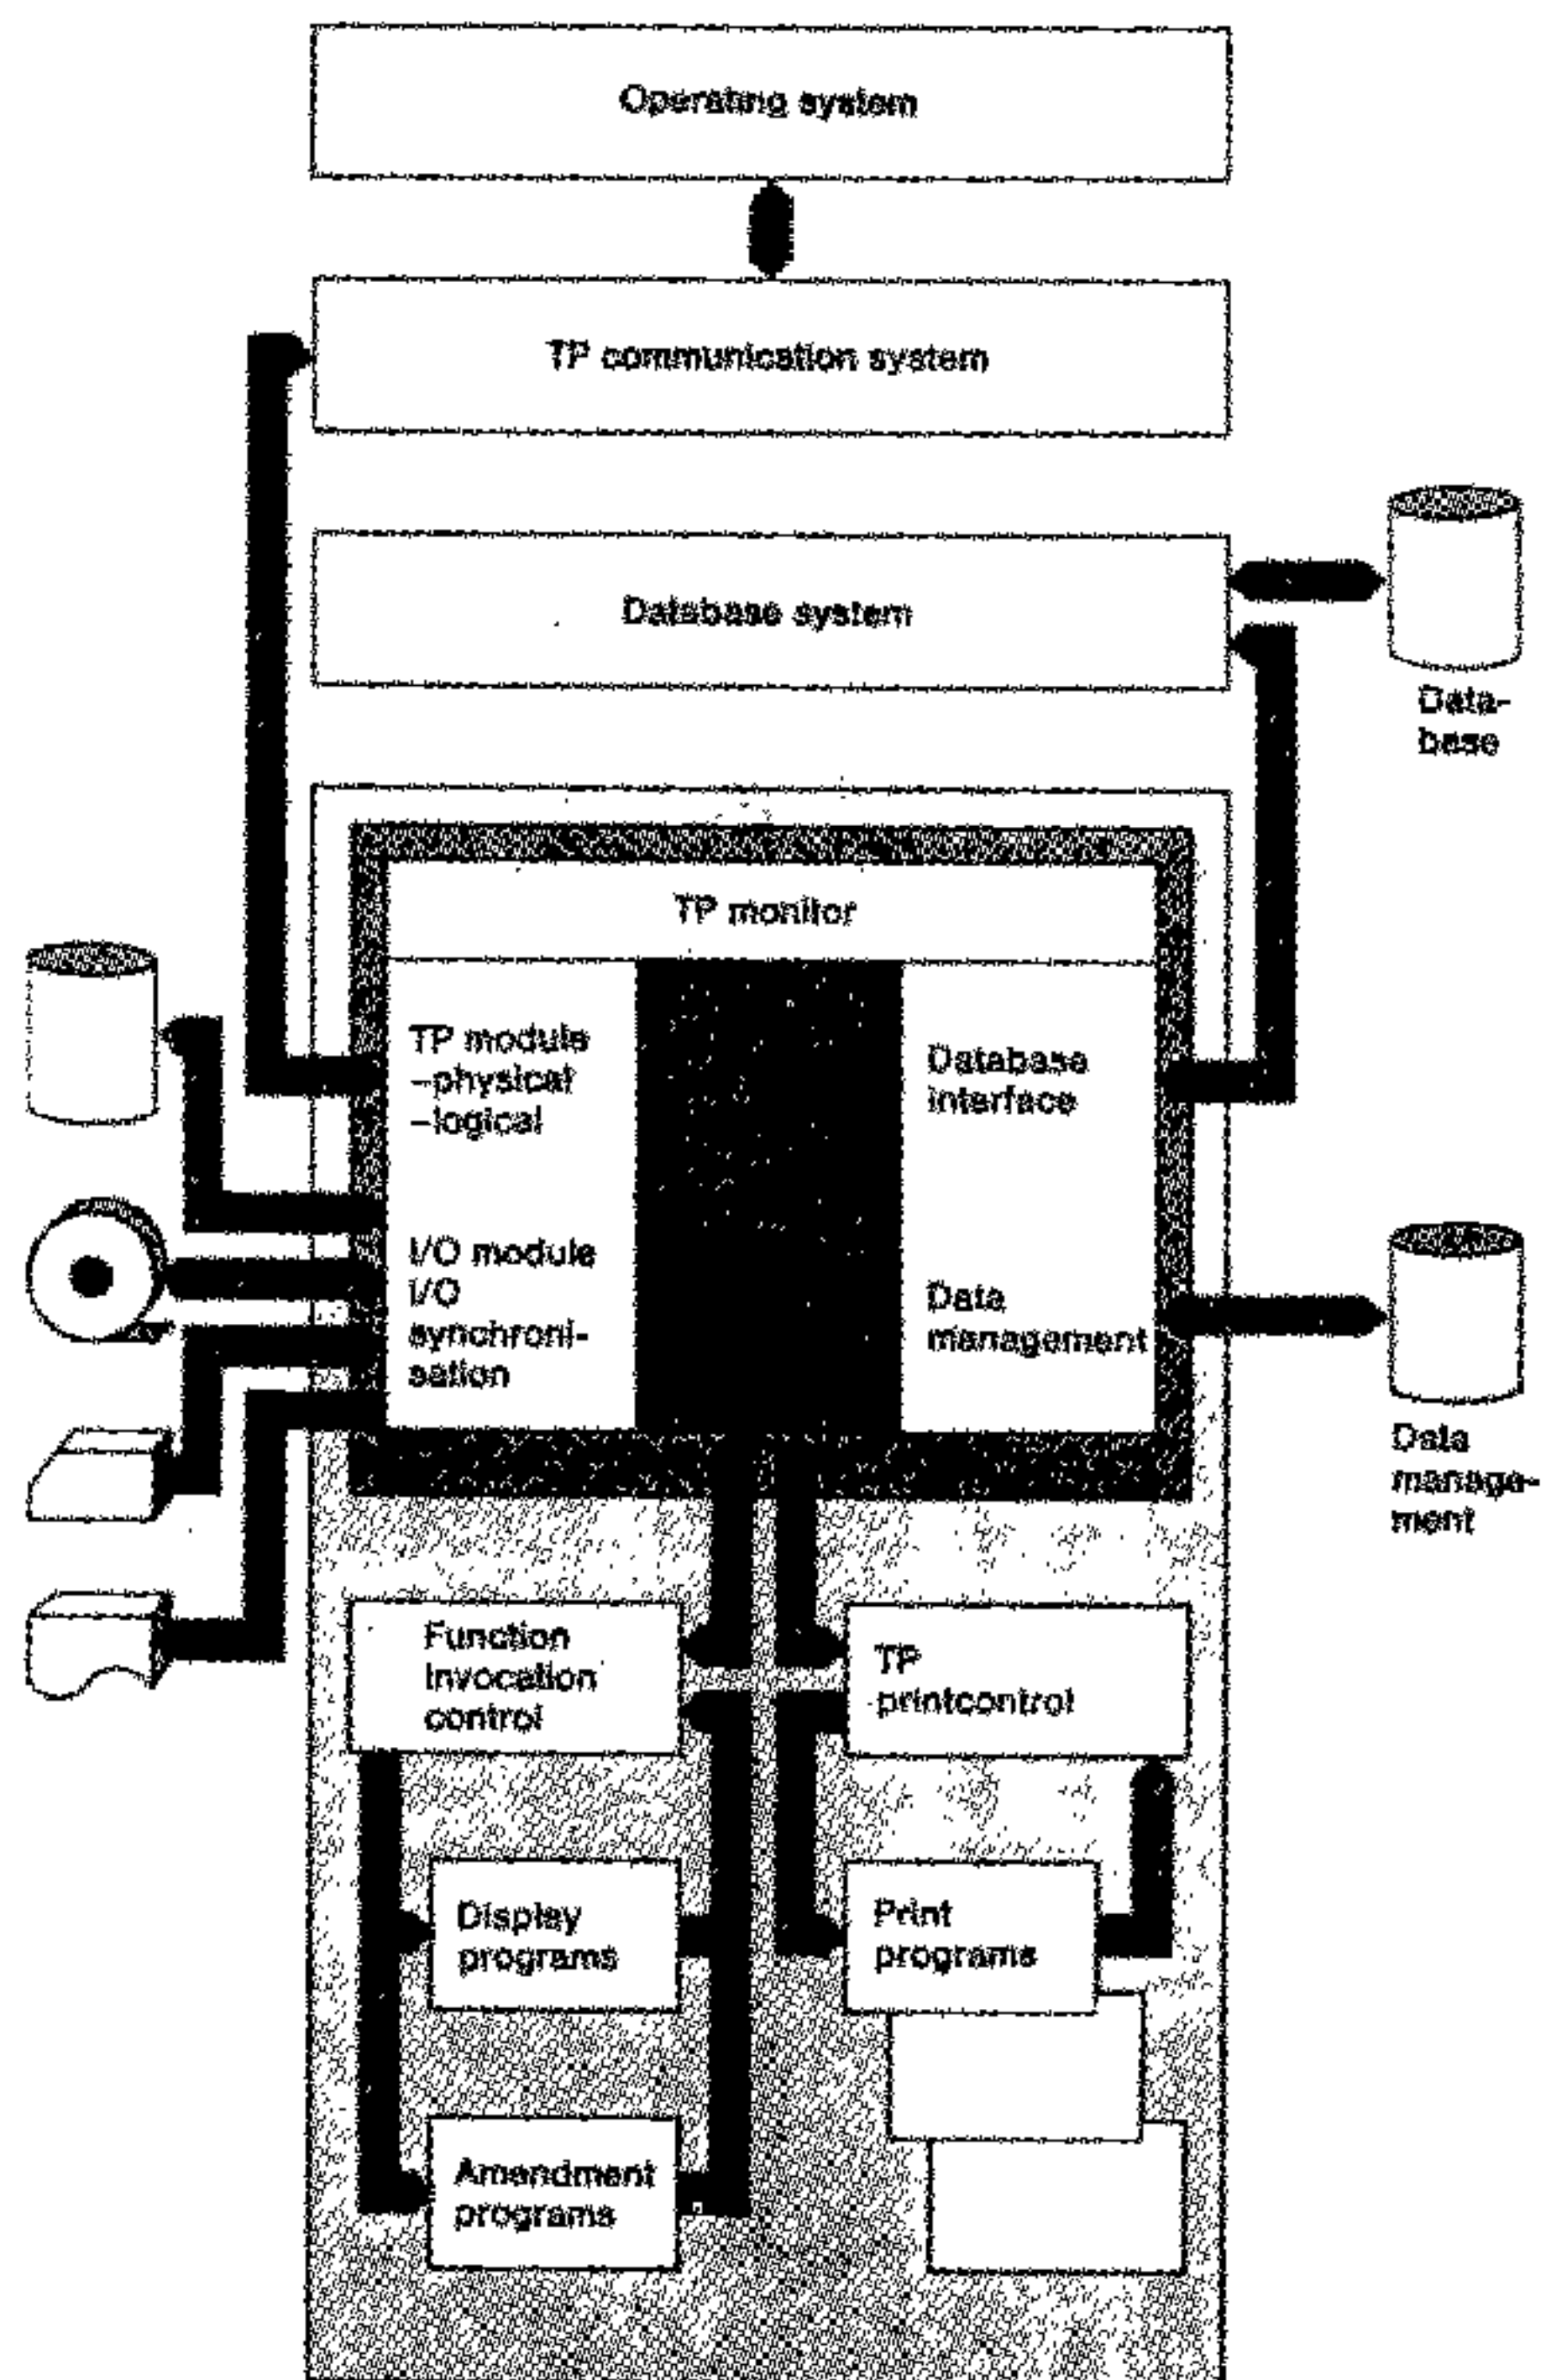 Operating system
TP communication system
Database system
Data-
base
TP monitor
TP module
–physical
–logical
Database
interface
I/O module
I/O
synchroni-
sation
Data
management
Data
manage-
ment
Function
invocation
control
TP
printcontrol
Display
programs
Print
programs
Amendment
programs